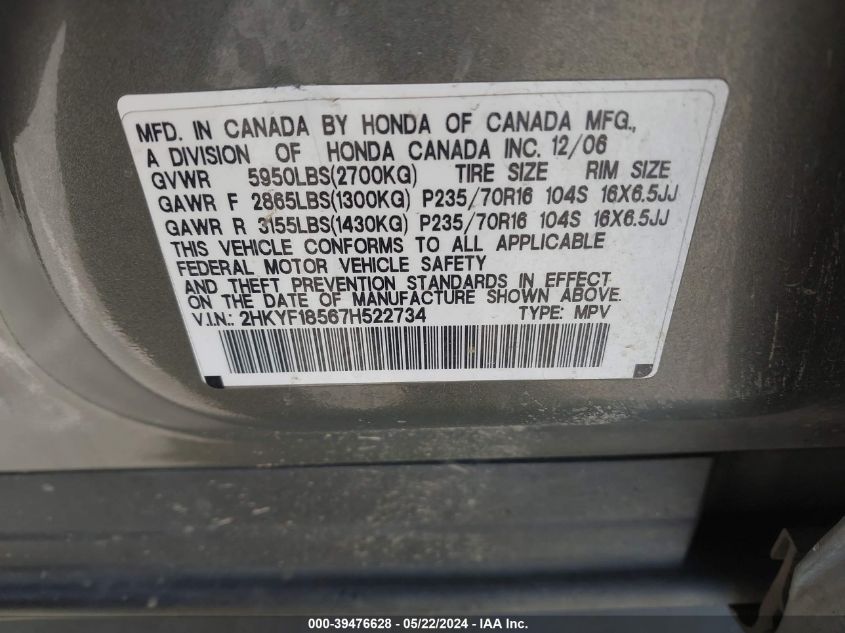 MFD. IN CANADA BY HONDA OF CANADA MFG.,
A DIVISION OF HONDA CANADA INC. 12/06
GVWR 5950LBS(2700KG) TIRE SIZE RIM SIZE
GAWR F 2865LBS(1300KG) P235/70R16 104S 16X6.5JJ
GAWR R 3155LBS(1430KG) P235/70R16 104S 16X6.5JJ
THIS VEHICLE CONFORMS TO ALL APPLICABLE
FEDERAL MOTOR VEHICLE SAFETY
AND THEFT PREVENTION STANDARDS IN EFFECT
ON THE DATE OF MANUFACTURE SHOWN ABOVE.
V.I.N.: 2HKYF18567H522734 TYPE: MPV
000-39476628 - 05/22/2024 - IAA Inc.